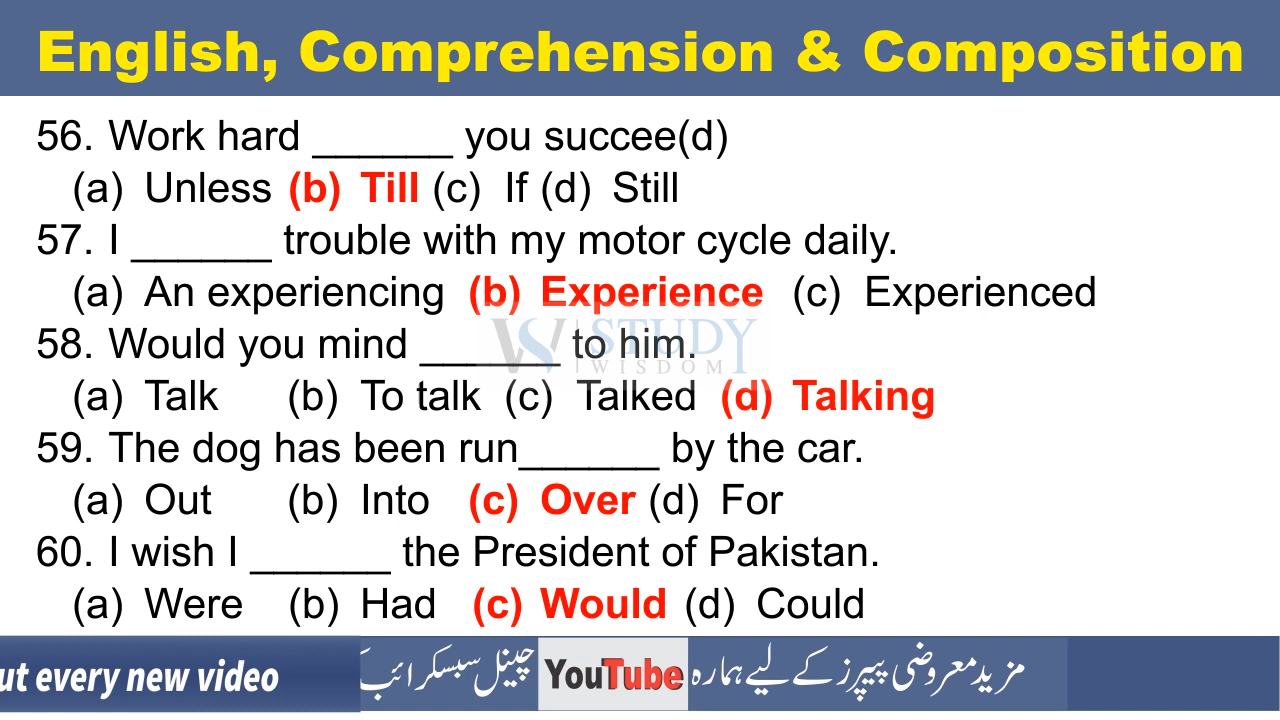 English, Comprehension & Composition
56. Work hard ______ you succee(d)
(a) Unless (b) Till (c) If (d) Still
57. I ______ trouble with my motor cycle daily.
(a) An experiencing (b) Experience (c) Experienced
58. Would you mind ______ to him.
STUDY
WISDOM
(a) Talk (b) To talk (c) Talked (d) Talking
59. The dog has been run______ by the car.
(a) Out (b) Into (c) Over (d) For
60. I wish I ______ the President of Pakistan.
(a) Were (b) Had (c) Would (d) Could
ut every new video
مزید معروضی پیپرز کے لیے ہمارہ YouTube چینل سبسکرائب